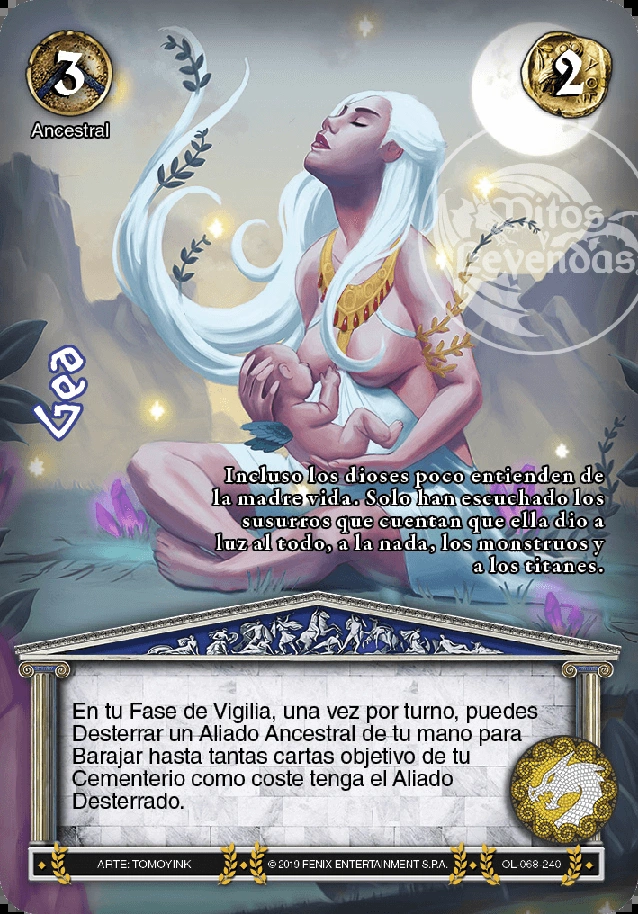 3
2
Ancestral
Mitos
Leyendas
Gea
Incluso los dioses poco entienden de
la madre vida. Solo han escuchado los
susurros que cuentan que ella dio a
luz al todo, a la nada, los monstruos y
a los titanes.
En tu Fase de Vigilia, una vez por turno, puedes
Desterrar un Aliado Ancestral de tu mano para
Barajar hasta tantas cartas objetivo de tu
Cementerio como coste tenga el Aliado
Desterrado.
ARTE: TOMOYINK
© 2019 FENIX ENTERTAINMENT S.P.A.
OL 068-240